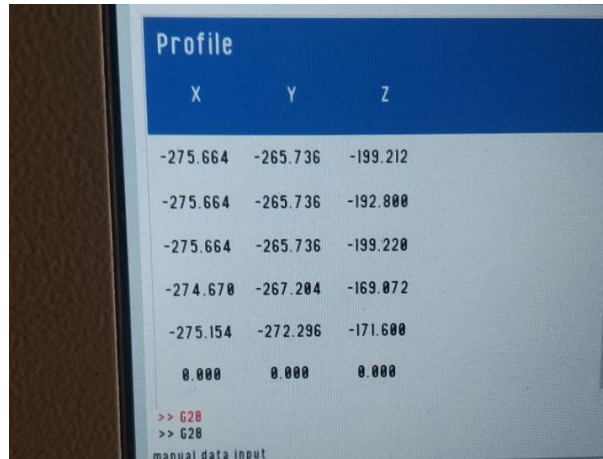 Profile
X Y Z
-275.664 -265.736 -199.212
-275.664 -265.736 -192.800
-275.664 -265.736 -199.220
-274.670 -267.204 -169.072
-275.154 -272.296 -171.600
0.000 0.000 0.000
>> G28
>> G28
manual data input